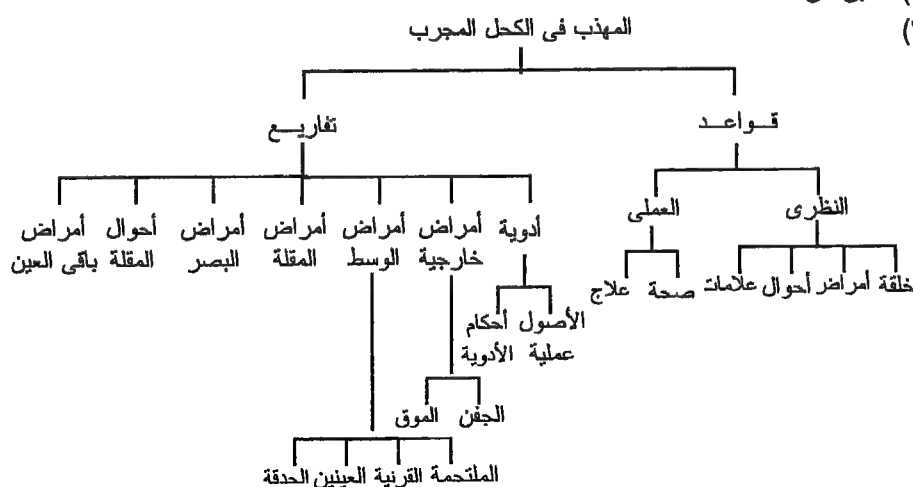 المهذب فى الكحل المجرب
قواعد
تفاريع
النظرى
العملى
خلقة أمراض أحوال علامات
صحة علاج
أدوية
أمراض خارجية
أمراض الوسط
أمراض المقلة
أمراض البصر
أحوال المقلة
أمراض باقى العين
الأصول عملية
أحكام الأدوية
الجفن الموق
الملتحمة القرنية العينين الحدقة